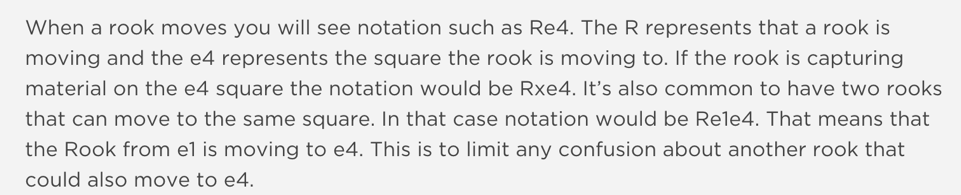 When a rook moves you will see notation such as Re4. The R represents that a rook is
moving and the e4 represents the square the rook is moving to. If the rook is capturing
material on the e4 square the notation would be Rxe4. It’s also common to have two rooks
that can move to the same square. In that case notation would be Re1e4. That means that
the Rook from e1 is moving to e4. This is to limit any confusion about another rook that
could also move to e4.